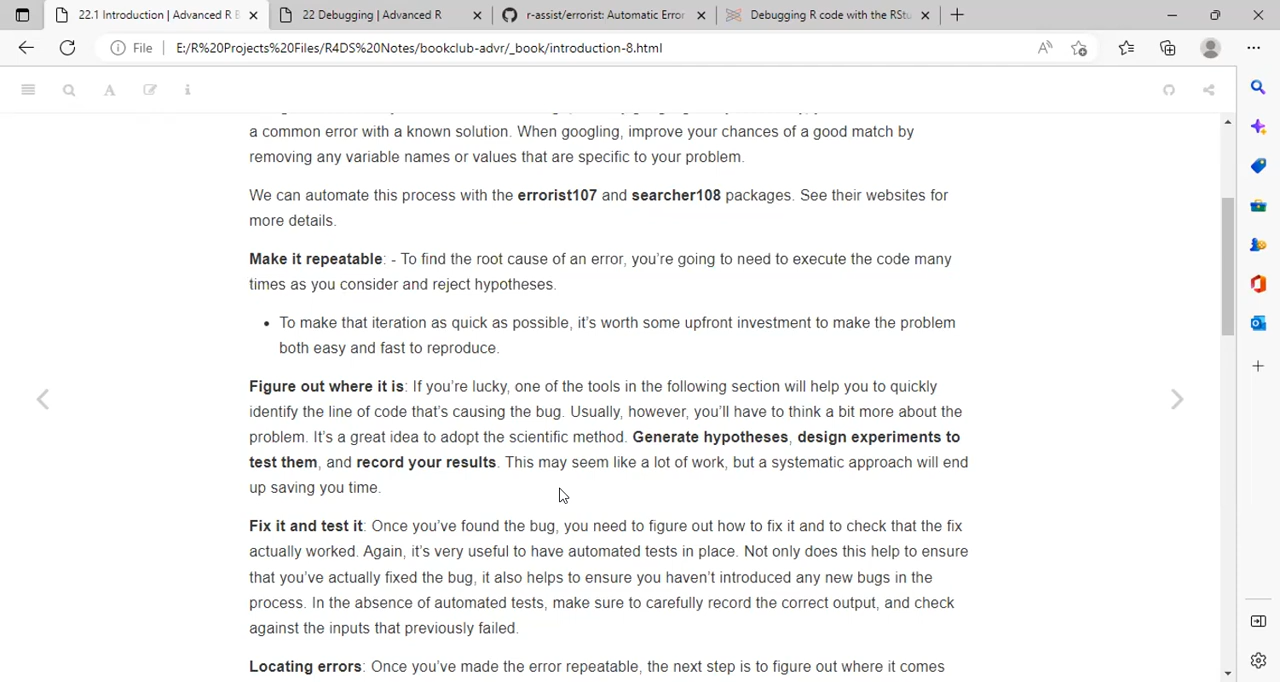 22.1 Introduction | Advanced R B
22 Debugging | Advanced R
r-assist/errorist: Automatic Error
Debugging R code with the RStu
File
E:/R%20Projects%20Files/R4DS%20Notes/bookclub-advr/_book/introduction-8.html
a common error with a known solution. When googling, improve your chances of a good match by
removing any variable names or values that are specific to your problem.
We can automate this process with the errorist107 and searcher108 packages. See their websites for
more details.
Make it repeatable: - To find the root cause of an error, you're going to need to execute the code many
times as you consider and reject hypotheses.
• To make that iteration as quick as possible, it's worth some upfront investment to make the problem
both easy and fast to reproduce.
Figure out where it is: If you're lucky, one of the tools in the following section will help you to quickly
identify the line of code that's causing the bug. Usually, however, you'll have to think a bit more about the
problem. It's a great idea to adopt the scientific method. Generate hypotheses, design experiments to
test them, and record your results. This may seem like a lot of work, but a systematic approach will end
up saving you time.
Fix it and test it: Once you've found the bug, you need to figure out how to fix it and to check that the fix
actually worked. Again, it's very useful to have automated tests in place. Not only does this help to ensure
that you've actually fixed the bug, it also helps to ensure you haven't introduced any new bugs in the
process. In the absence of automated tests, make sure to carefully record the correct output, and check
against the inputs that previously failed.
Locating errors: Once you've made the error repeatable, the next step is to figure out where it comes